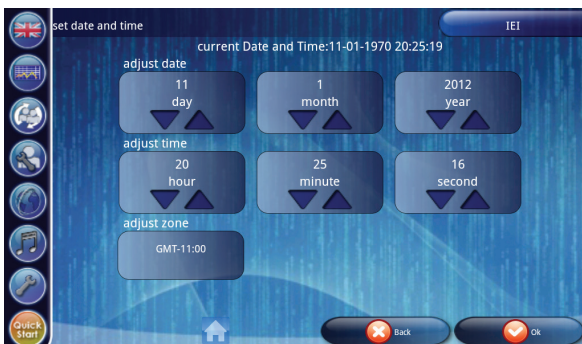 set date and time
IEI
current Date and Time:11-01-1970 20:25:19
adjust date
11
day
1
month
2012
year
adjust time
20
hour
25
minute
16
second
adjust zone
GMT-11:00
Quick
Start
Back
Ok